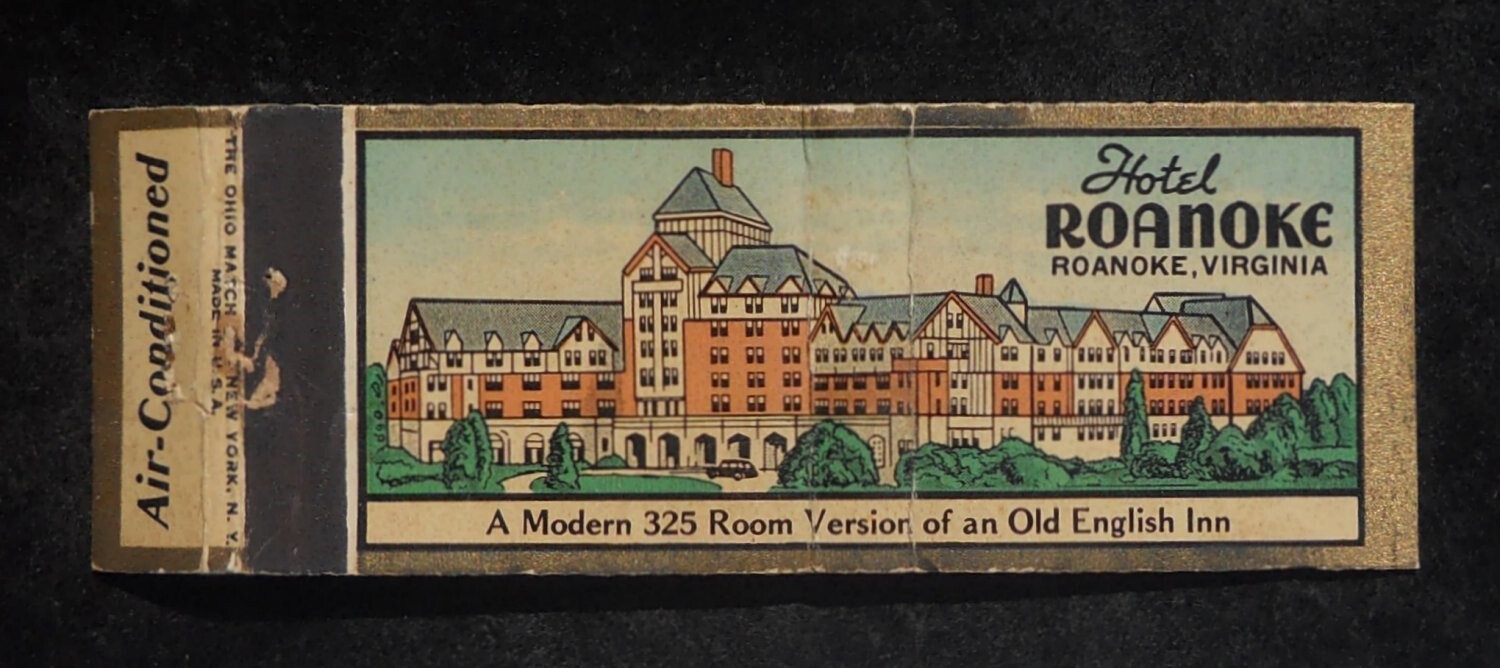 Air-Conditioned
THE OHIO MATCH NEW YORK, N. Y.
MADE IN U.S.A.
Hotel
ROANOKE
ROANOKE, VIRGINIA
A Modern 325 Room Version of an Old English Inn